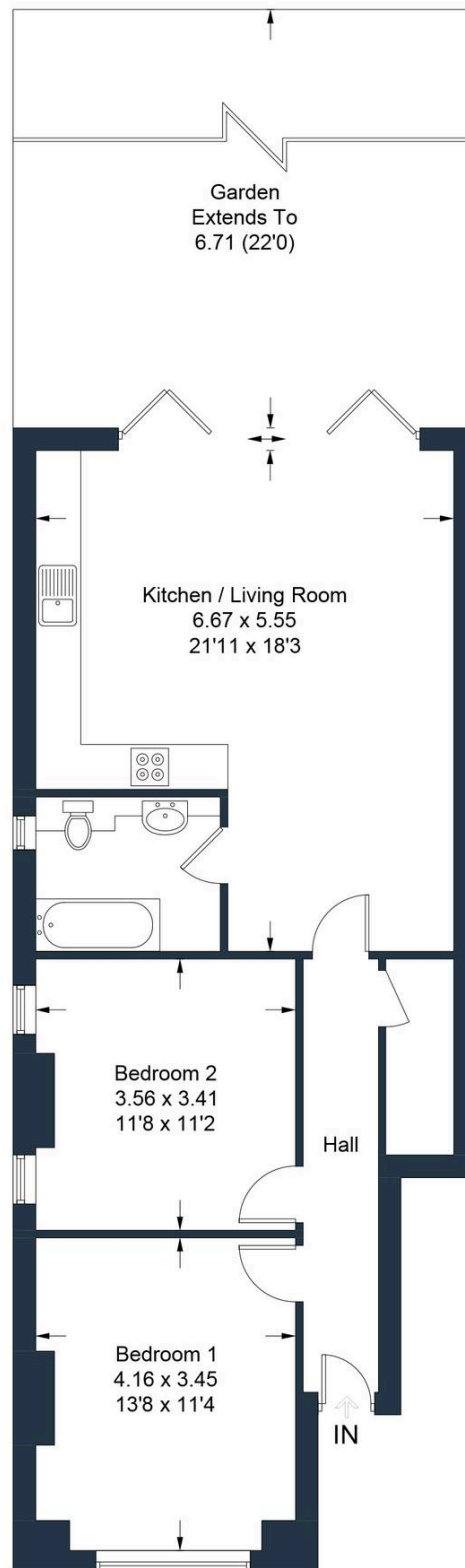 Garden
Extends To
6.71 (22'0)
Kitchen / Living Room
6.67 x 5.55
21'11 x 18'3
Bedroom 2
3.56 x 3.41
11'8 x 11'2
Hall
Bedroom 1
4.16 x 3.45
13'8 x 11'4
IN